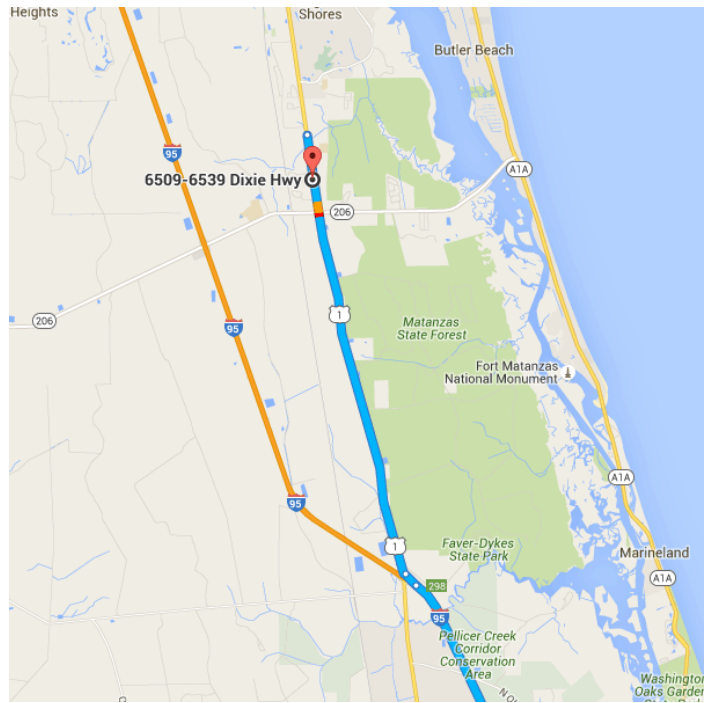 Heights
Shores
Butler Beach
95
A1A
6509-6539 Dixie Hwy
206
206
95
1
Matanzas
State Forest
Fort Matanzas
National Monument
A1A
95
1
Faver-Dykes
State Park
Marineland
A1A
298
95
Pellicer Creek
Corridor
Conservation
Area
Washington
Oaks Garden